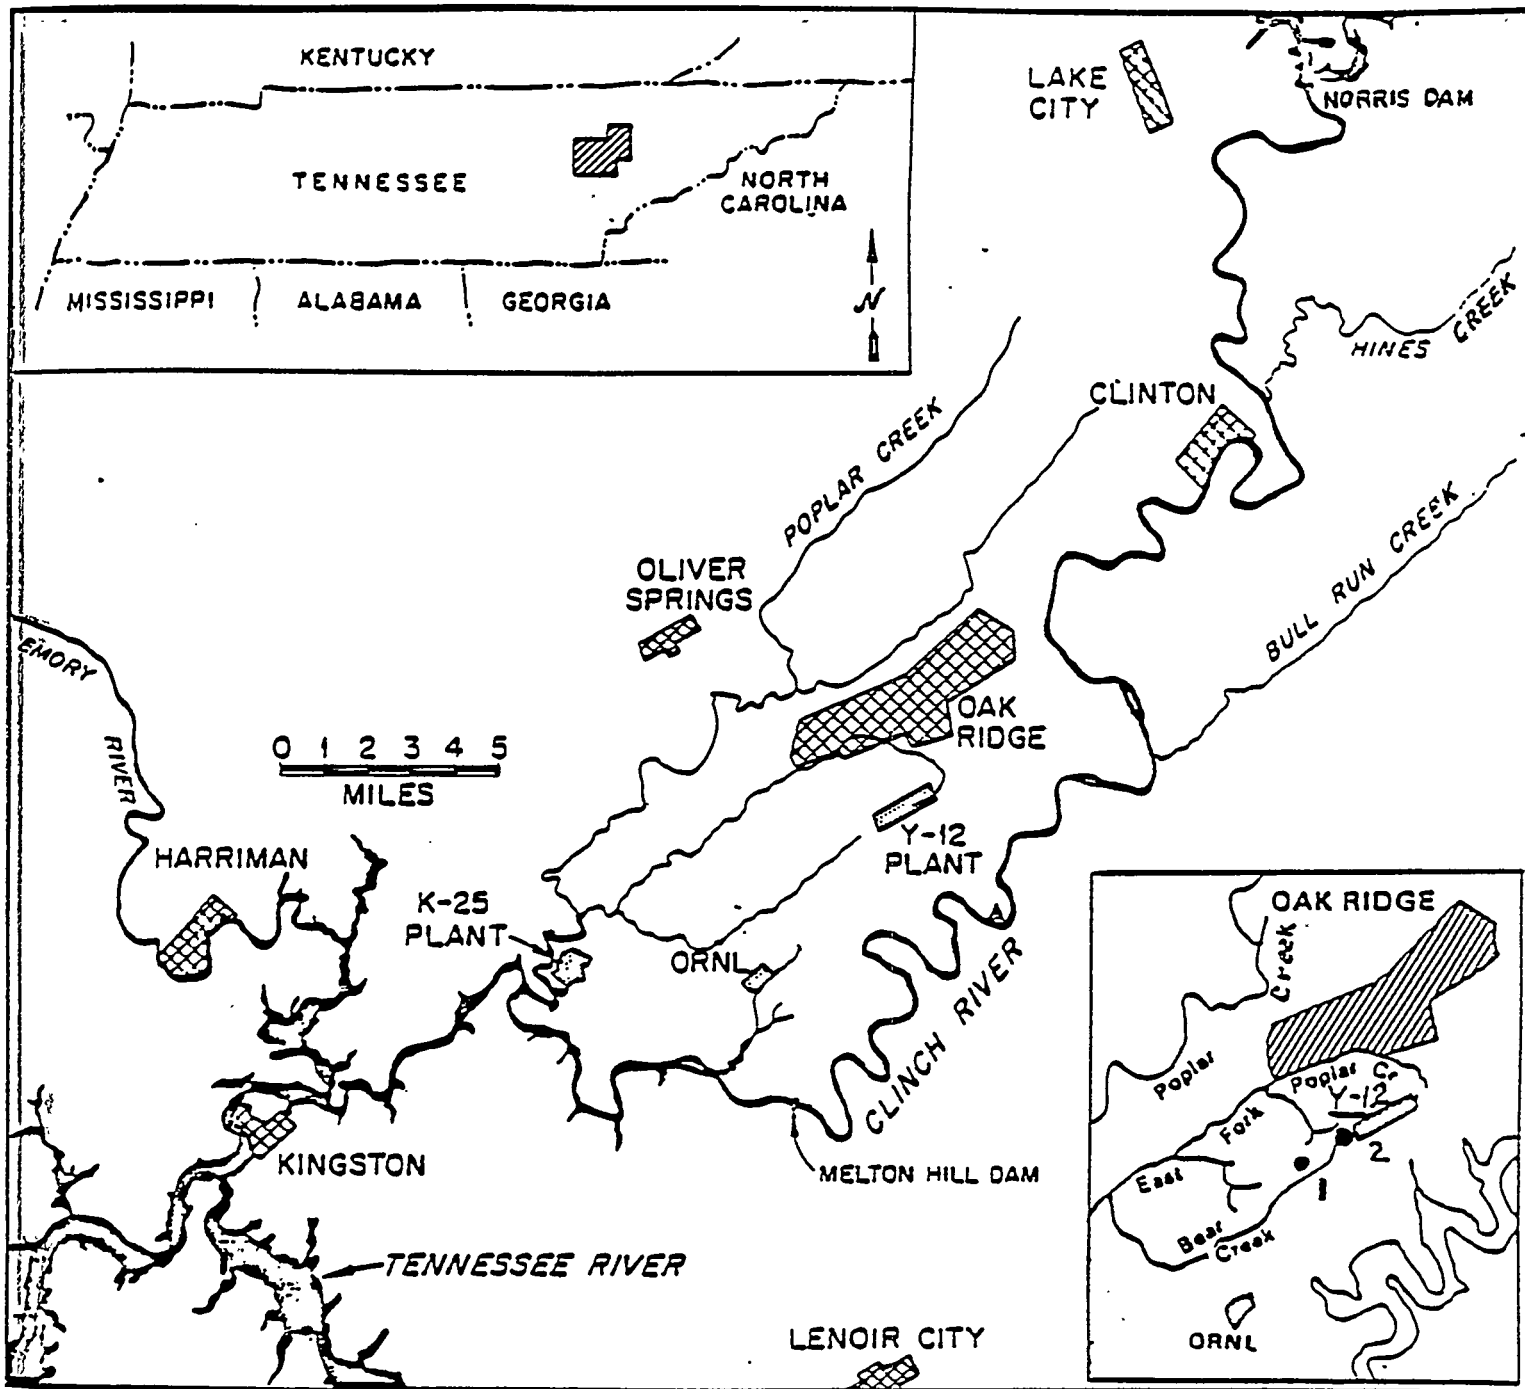 KENTUCKY
TENNESSEE
NORTH
CAROLINA
MISSISSIPPI
ALABAMA
GEORGIA
N
LAKE
CITY
NORRIS DAM
HINES CREEK
CLINTON
POPLAR CREEK
BULL RUN CREEK
OLIVER
SPRINGS
OAK
RIDGE
EMORY
RIVER
0 1 2 3 4 5
MILES
HARRIMAN
Y-12
PLANT
K-25
PLANT
ORNL
A
CLINCH RIVER
KINGSTON
MELTON HILL DAM
TENNESSEE RIVER
LENOIR CITY
OAK RIDGE
Poplar Creek
East Fork Poplar Cr
Y-12
2
1
Bear
Creek
ORNL